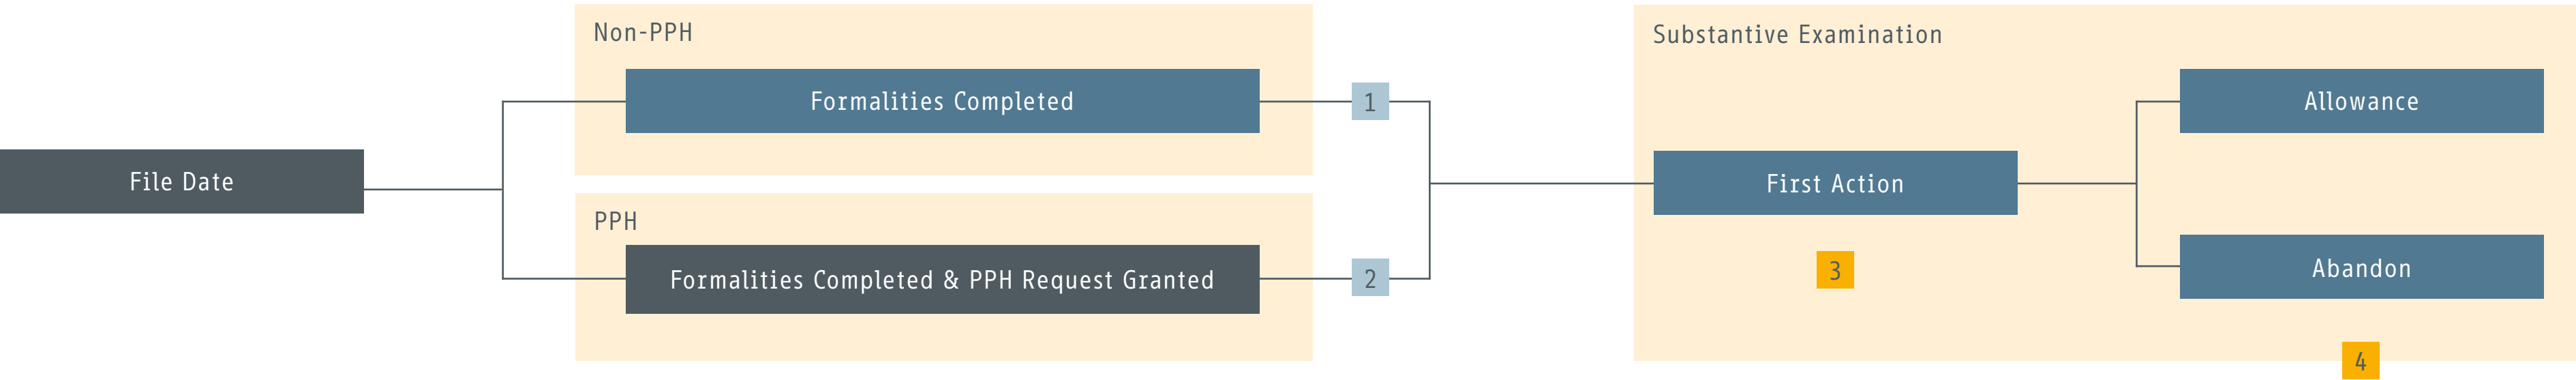 File Date
Non-PPH
Formalities Completed
1
PPH
Formalities Completed & PPH Request Granted
2
Substantive Examination
First Action
3
Allowance
Abandon
4